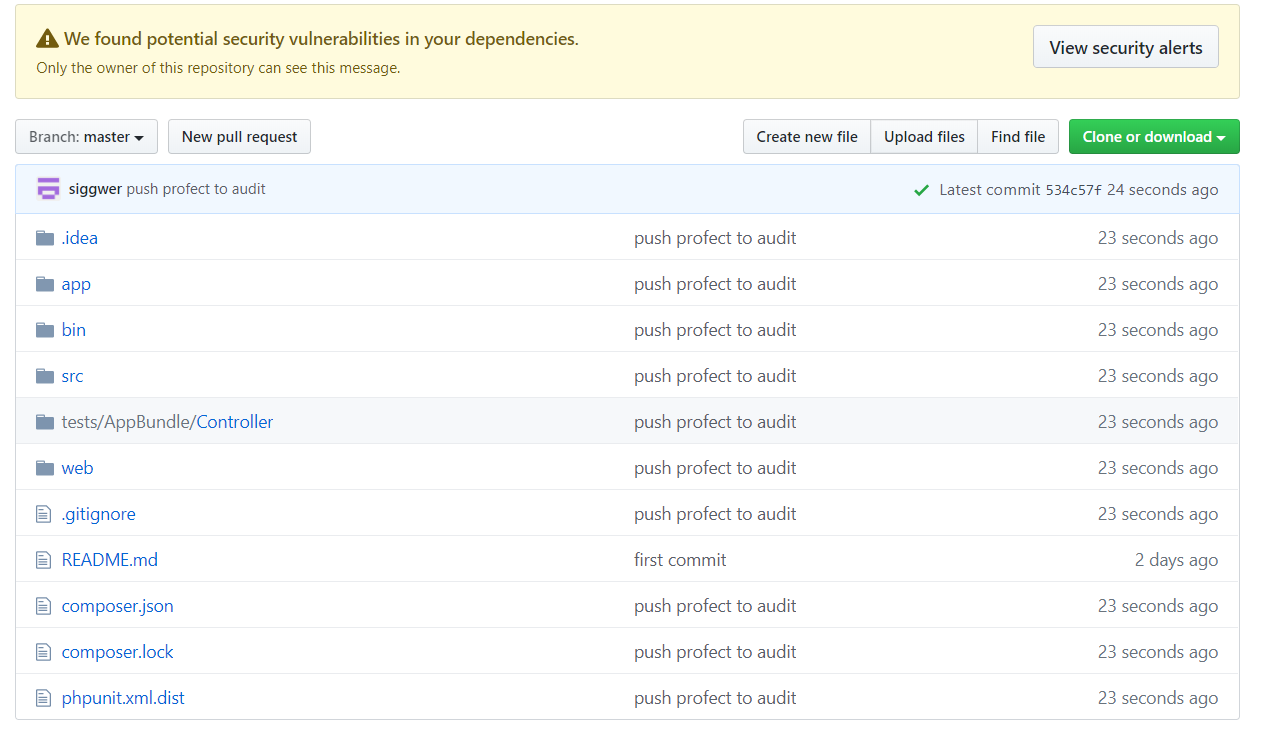 We found potential security vulnerabilities in your dependencies.
Only the owner of this repository can see this message.
View security alerts
Branch: master
New pull request
Create new file
Upload files
Find file
Clone or download
siggwer push profect to audit
Latest commit 534c57f 24 seconds ago
.idea push profect to audit 23 seconds ago
app push profect to audit 23 seconds ago
bin push profect to audit 23 seconds ago
src push profect to audit 23 seconds ago
tests/AppBundle/Controller push profect to audit 23 seconds ago
web push profect to audit 23 seconds ago
.gitignore push profect to audit 23 seconds ago
README.md first commit 2 days ago
composer.json push profect to audit 23 seconds ago
composer.lock push profect to audit 23 seconds ago
phpunit.xml.dist push profect to audit 23 seconds ago